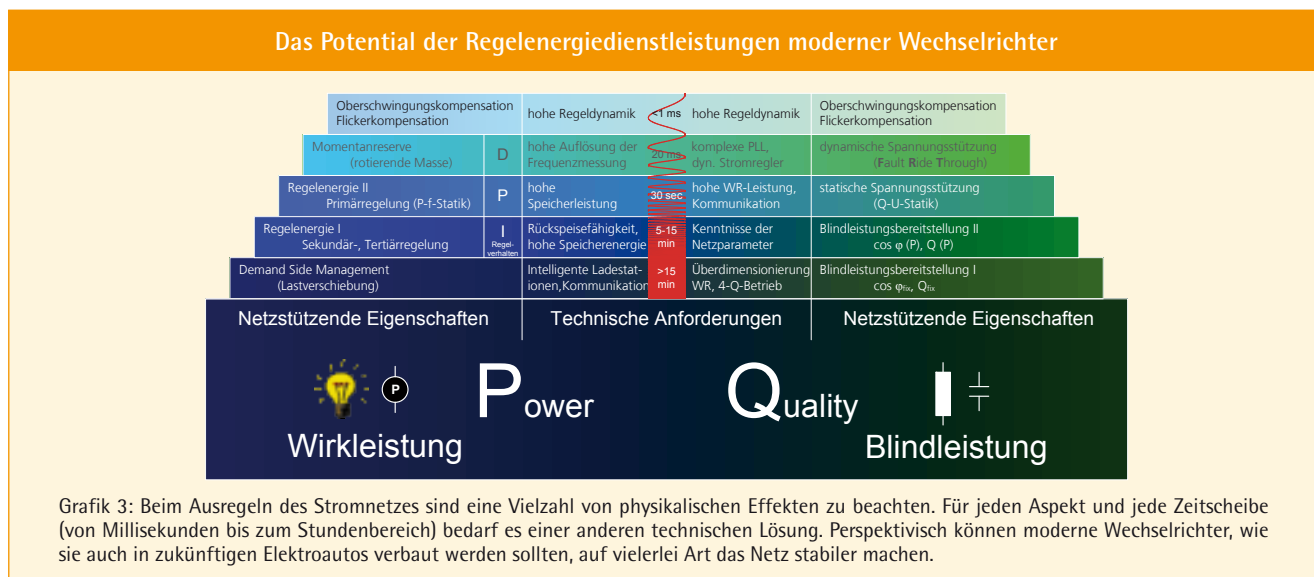 Das Potential der Regelenergiedienstleistungen moderner Wechselrichter
Oberschwingungskompensation
Flickerkompensation
hohe Regeldynamik
<1 ms
hohe Regeldynamik
Oberschwingungskompensation
Flickerkompensation
Momentanreserve
(rotierende Masse)
D
hohe Auflösung der
Frequenzmessung
20 ms
komplexe PLL,
dyn. Stromregler
dynamische Spannungsstützung
(Fault Ride Through)
Regelenergie II
Primärregelung (P-f-Statik)
P
hohe
Speicherleistung
30 sec
hohe WR-Leistung,
Kommunikation
statische Spannungsstützung
(Q-U-Statik)
Regelenergie I
Sekundär-, Tertiärregelung
I
Regel-
verhalten
Rückspeisefähigkeit,
hohe Speicherenergie
5-15
min
Kenntnisse der
Netzparameter
Blindleistungsbereitstellung II
cos φ (P), Q (P)
Demand Side Management
(Lastverschiebung)
Intelligente Ladestat-
ionen,Kommunikation
>15
min
Überdimensionierung
WR, 4-Q-Betrieb
Blindleistungsbereitstellung I
cos φfix, Qfix
Netzstützende Eigenschaften
Technische Anforderungen
Netzstützende Eigenschaften
P
Power
Quality
Wirkleistung
Blindleistung
Grafik 3: Beim Ausregeln des Stromnetzes sind eine Vielzahl von physikalischen Effekten zu beachten. Für jeden Aspekt und jede Zeitscheibe
(von Millisekunden bis zum Stundenbereich) bedarf es einer anderen technischen Lösung. Perspektivisch können moderne Wechselrichter, wie
sie auch in zukünftigen Elektroautos verbaut werden sollten, auf vielerlei Art das Netz stabiler machen.